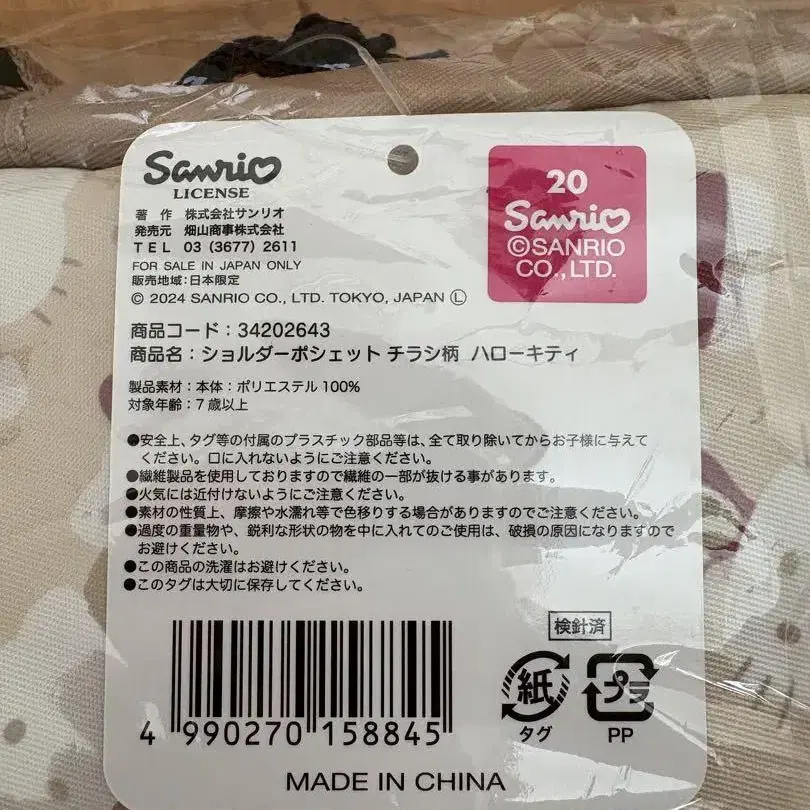 Sanrio
LICENSE
著 作 株式会社サンリオ
発売元 畑山商事株式会社
TEL 03 (3677) 2611
FOR SALE IN JAPAN ONLY
販売地域:日本限定
© 2024 SANRIO CO., LTD. TOKYO, JAPAN Ⓛ
20
Sanrio
©SANRIO
CO., LTD.
商品コード:34202643
商品名:ショルダーポシェット チラシ柄 ハローキティ
製品素材:本体:ポリエステル 100%
対象年齢:7歳以上
●安全上、タグ等の付属のプラスチック部品等は、全て取り除いてからお子様に与えて
ください。口に入れないようにご注意ください。
●繊維製品を使用しておりますので繊維の一部が抜ける事があります。
●火気には近付けないようにご注意ください。
●素材の性質上、摩擦や水濡れ等で色移りする場合がありますのでご注意ください。
●過度の重量物や、鋭利な形状の物を中に入れてのご使用は、破損の原因になりますので
お避けください。
●この商品の洗濯はお避けください。
●このタグは大切に保存してください。
検針済
紙
タグ
プラ
PP
4 990270 158845
MADE IN CHINA